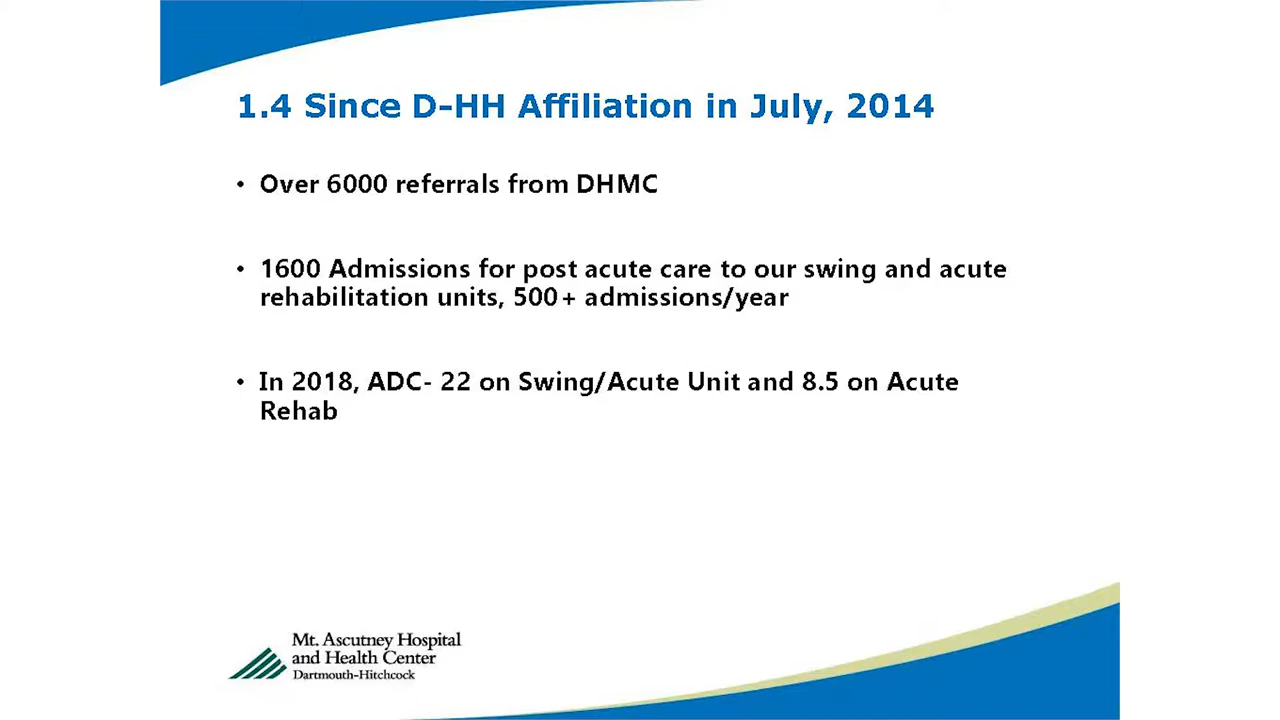 1.4 Since D-HH Affiliation in July, 2014
• Over 6000 referrals from DHMC
• 1600 Admissions for post acute care to our swing and acute
rehabilitation units, 500+ admissions/year
• In 2018, ADC- 22 on Swing/Acute Unit and 8.5 on Acute
Rehab
Mt. Ascutney Hospital
and Health Center
Dartmouth-Hitchcock